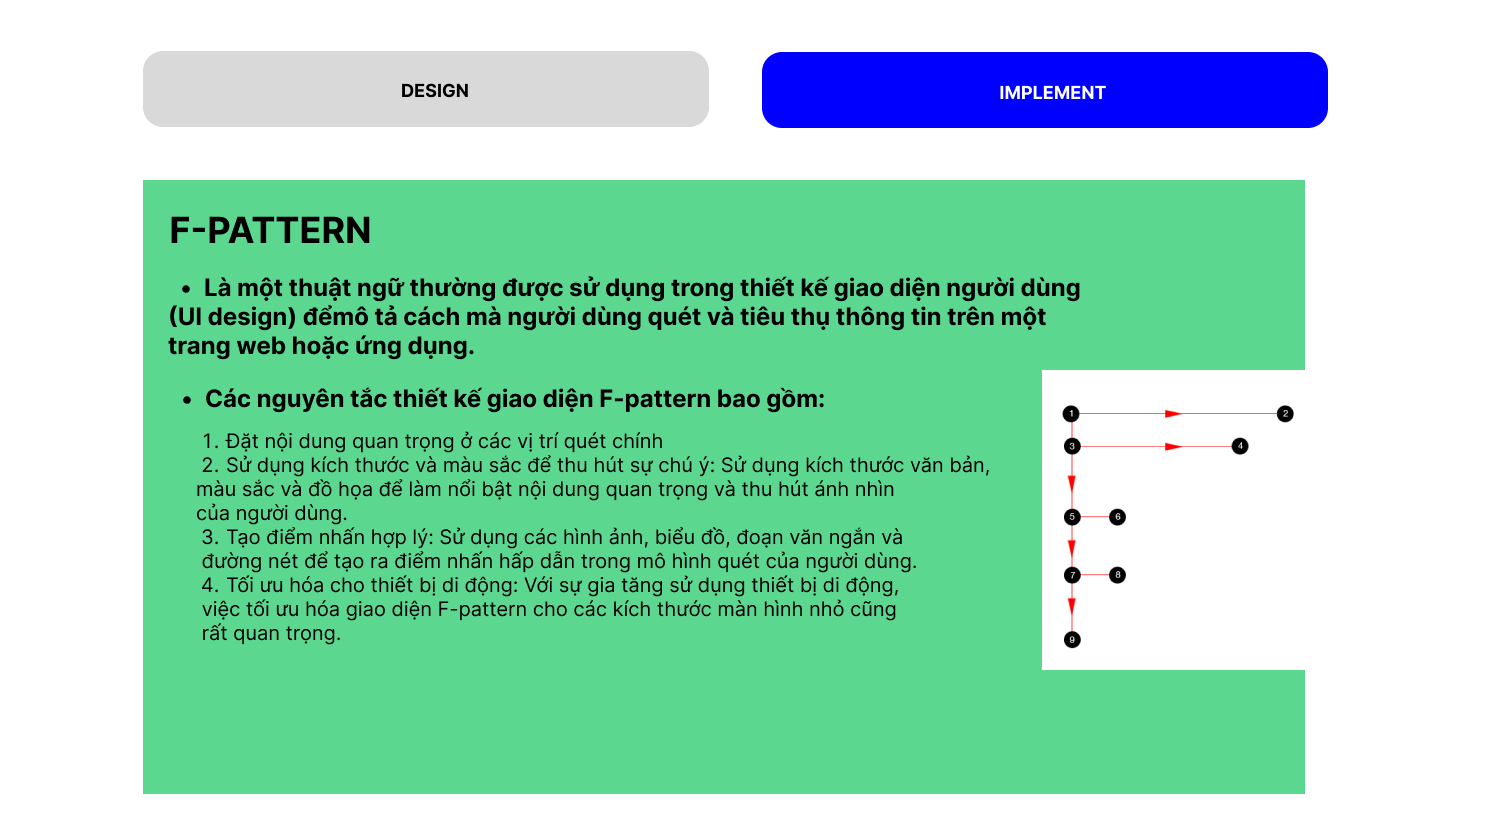 DESIGN
IMPLEMENT
F-PATTERN
• Là một thuật ngữ thường được sử dụng trong thiết kế giao diện người dùng
(UI design) đểmô tả cách mà người dùng quét và tiêu thụ thông tin trên một
trang web hoặc ứng dụng.
• Các nguyên tắc thiết kế giao diện F-pattern bao gồm:
1. Đặt nội dung quan trọng ở các vị trí quét chính
2. Sử dụng kích thước và màu sắc để thu hút sự chú ý: Sử dụng kích thước văn bản,
màu sắc và đồ họa để làm nổi bật nội dung quan trọng và thu hút ánh nhìn
của người dùng.
3. Tạo điểm nhấn hợp lý: Sử dụng các hình ảnh, biểu đồ, đoạn văn ngắn và
đường nét để tạo ra điểm nhấn hấp dẫn trong mô hình quét của người dùng.
4. Tối ưu hóa cho thiết bị di động: Với sự gia tăng sử dụng thiết bị di động,
việc tối ưu hóa giao diện F-pattern cho các kích thước màn hình nhỏ cũng
rất quan trọng.
1 2
3 4
5 6
7 8
9